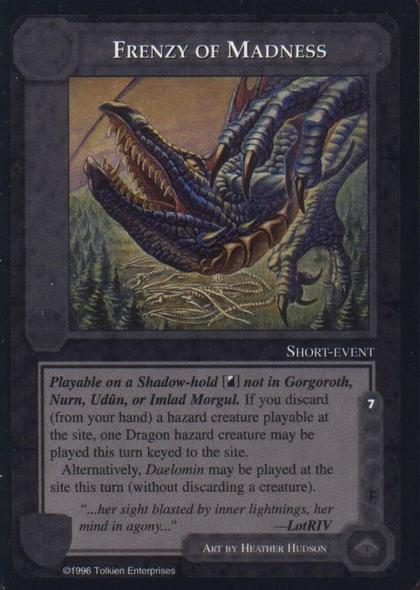 FRENZY OF MADNESS
SHORT-EVENT
Playable on a Shadow-hold [] not in Gorgoroth,
Nurn, Udûn, or Imlad Morgul. If you discard
(from your hand) a hazard creature playable at
the site, one Dragon hazard creature may be
played this turn keyed to the site.
Alternatively, Daelomin may be played at the
site this turn (without discarding a creature).
"...her sight blasted by inner lightnings, her
mind in agony..." —LotRIV
7
ART BY HEATHER HUDSON
©1996 Tolkien Enterprises